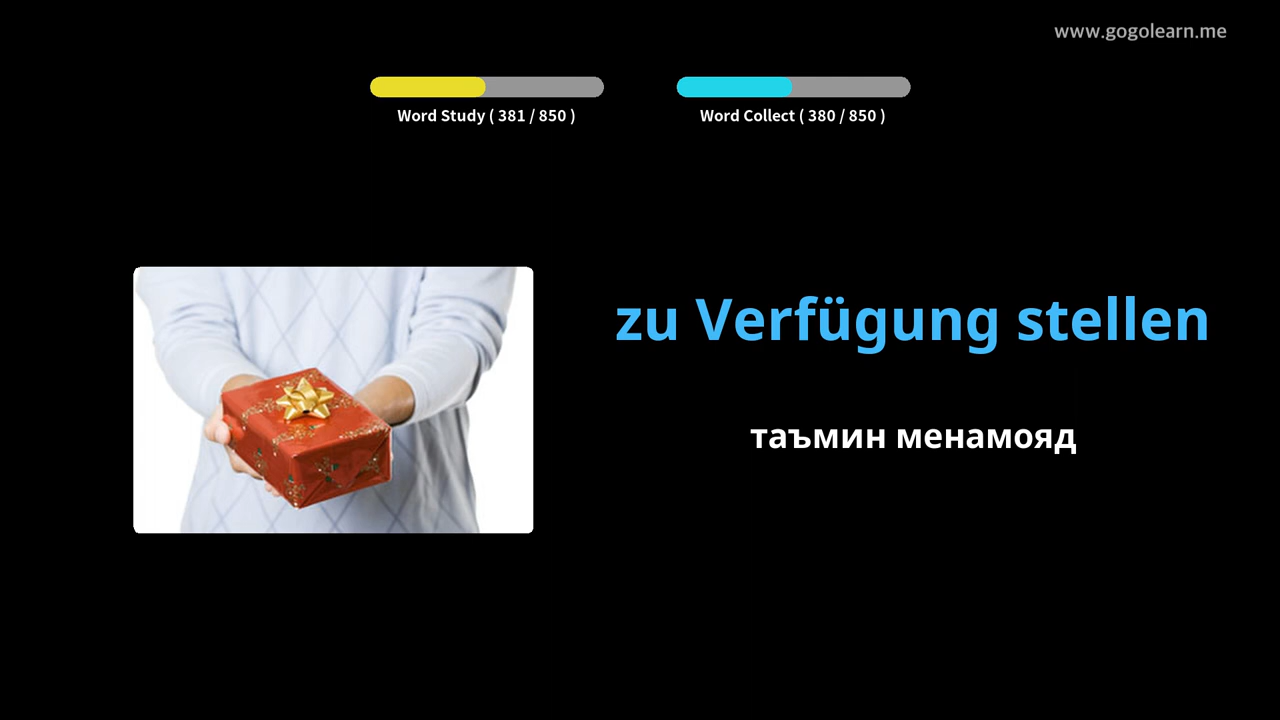 www.gogolearn.me
Word Study ( 381 / 850 )
Word Collect ( 380 / 850 )
zu Verfügung stellen
таъмин менамояд